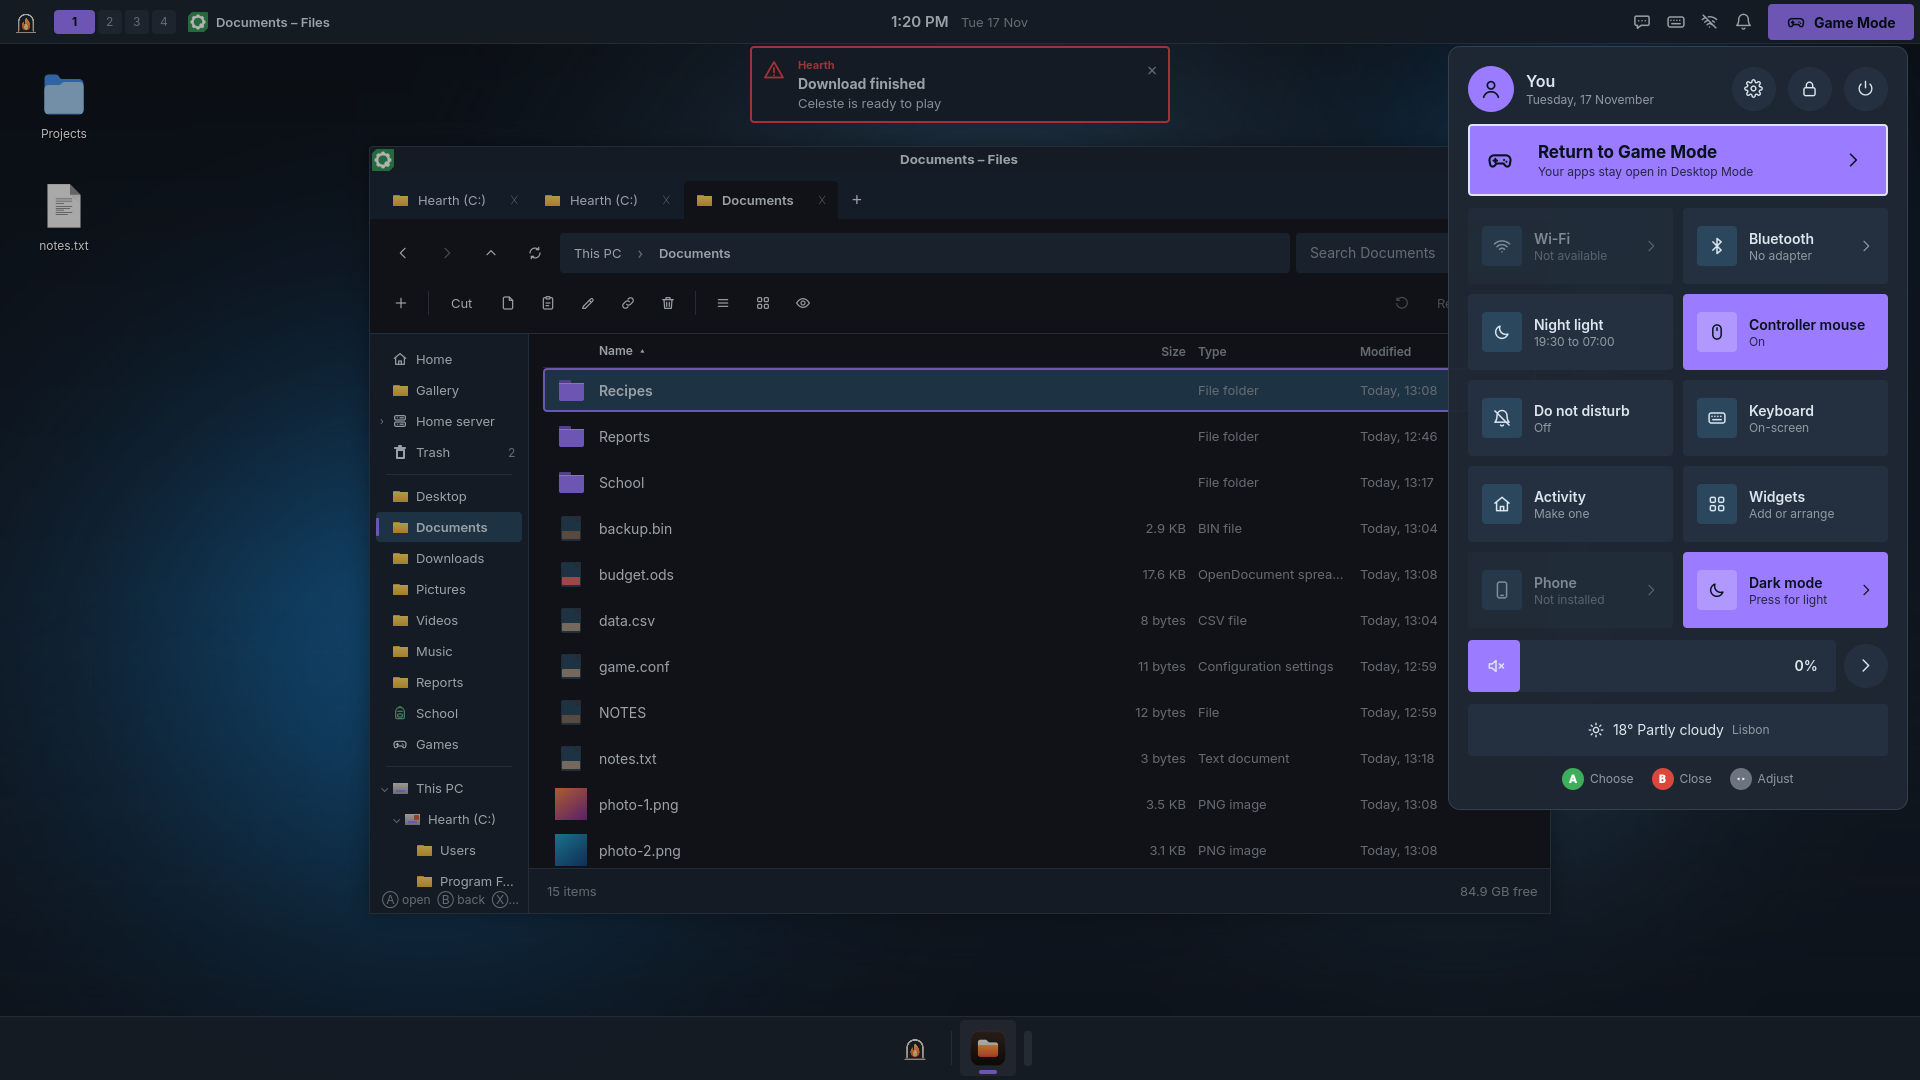 1 2 3 4 Documents – Files
1:20 PM Tue 17 Nov
Game Mode
Projects
notes.txt
Hearth
Download finished
Celeste is ready to play
Documents – Files
Hearth (C:) X Hearth (C:) X Documents X +
This PC › Documents
Search Documents
Cut
Home
Gallery
Home server
Trash 2
Desktop
Documents
Downloads
Pictures
Videos
Music
Reports
School
Games
This PC
Hearth (C:)
Users
Program F...
A open B back X...
Name Size Type Modified
Recipes File folder Today, 13:08
Reports File folder Today, 12:46
School File folder Today, 13:17
backup.bin 2.9 KB BIN file Today, 13:04
budget.ods 17.6 KB OpenDocument sprea... Today, 13:08
data.csv 8 bytes CSV file Today, 13:04
game.conf 11 bytes Configuration settings Today, 12:59
NOTES 12 bytes File Today, 12:59
notes.txt 3 bytes Text document Today, 13:18
photo-1.png 3.5 KB PNG image Today, 13:08
photo-2.png 3.1 KB PNG image Today, 13:08
15 items 84.9 GB free
You
Tuesday, 17 November
Return to Game Mode
Your apps stay open in Desktop Mode
Wi-Fi
Not available
Bluetooth
No adapter
Night light
19:30 to 07:00
Controller mouse
On
Do not disturb
Off
Keyboard
On-screen
Activity
Make one
Widgets
Add or arrange
Phone
Not installed
Dark mode
Press for light
0%
18° Partly cloudy Lisbon
A Choose B Close Adjust